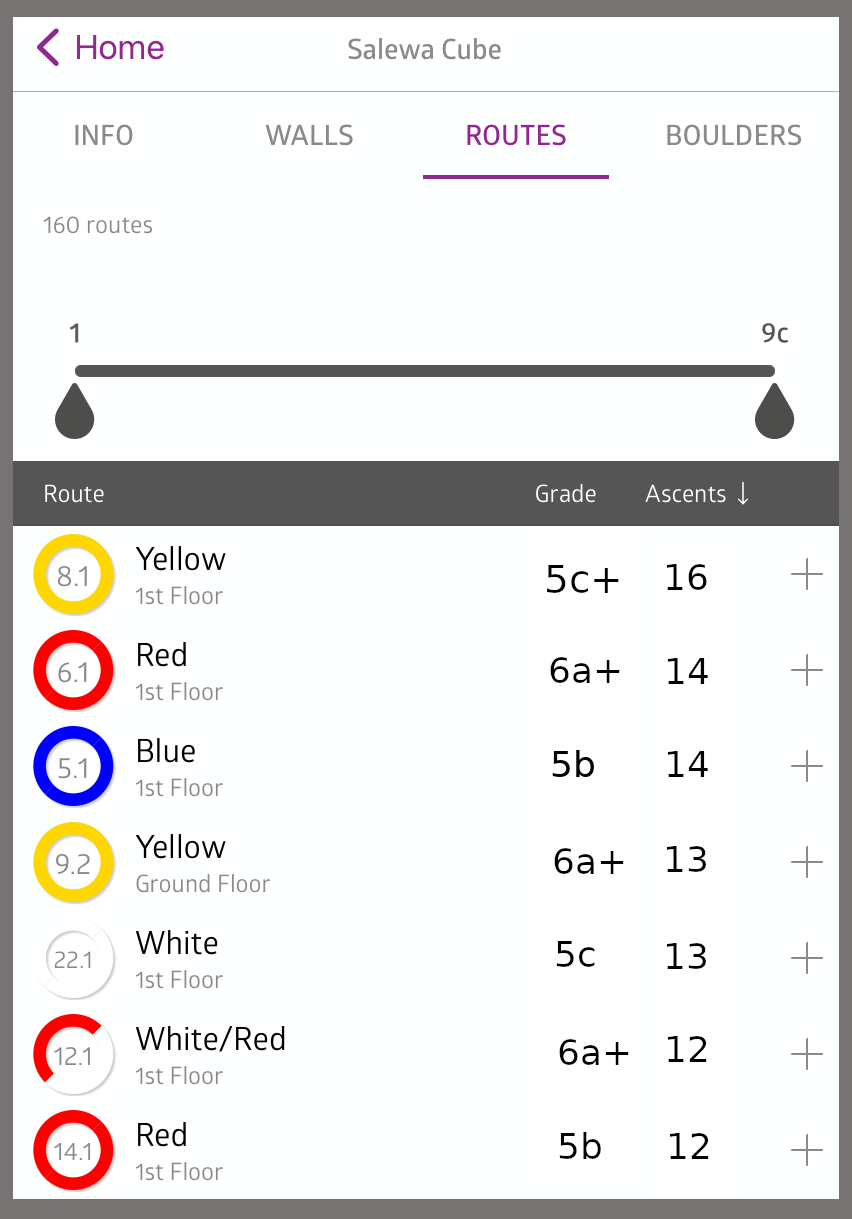 Home Salewa Cube
INFO WALLS ROUTES BOULDERS
160 routes
1 9c
Route Grade Ascents ↓
8.1 Yellow 5c+ 16 +
1st Floor
6.1 Red 6a+ 14 +
1st Floor
5.1 Blue 5b 14 +
1st Floor
9.2 Yellow 6a+ 13 +
Ground Floor
22.1 White 5c 13 +
1st Floor
12.1 White/Red 6a+ 12 +
1st Floor
14.1 Red 5b 12 +
1st Floor